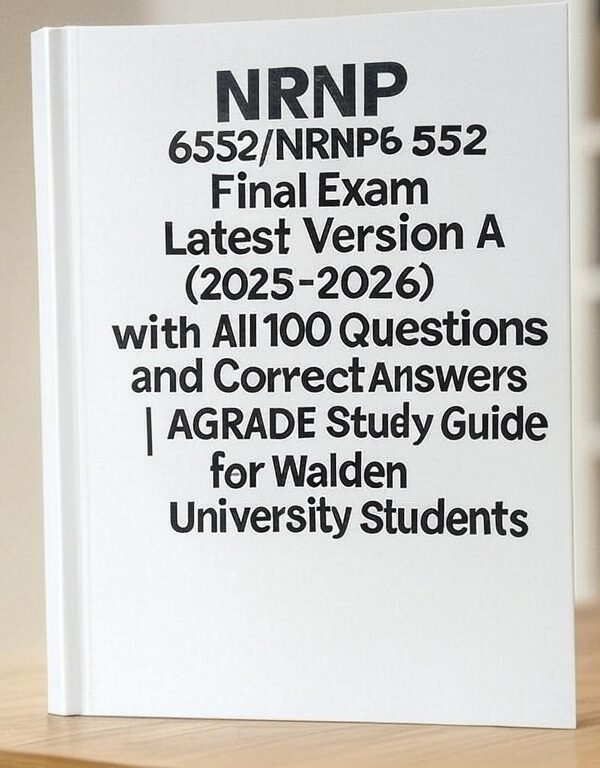 NRNP
6552/NRNP6 552
Final Exam
Latest Version A
(2025-2026)
with All 100 Questions
and Correct Answers
| AGRADE Study Guide
for Walden
University Students